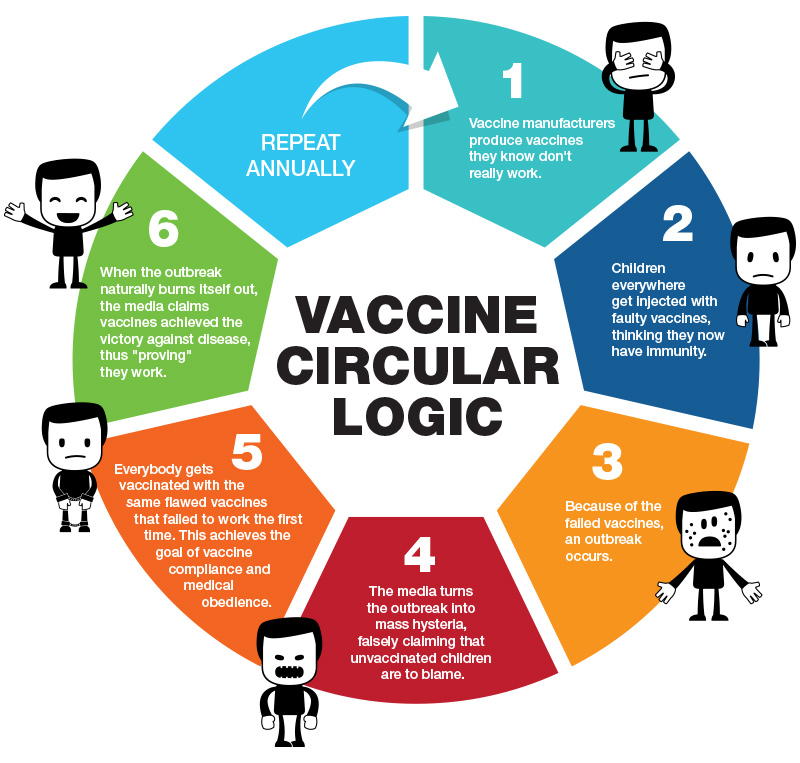 VACCINE
CIRCULAR
LOGIC
1
Vaccine manufacturers
produce vaccines
they know don't
really work.
2
Children
everywhere
get injected with
faulty vaccines,
thinking they now
have immunity.
3
Because of the
failed vaccines,
an outbreak
occurs.
4
The media turns
the outbreak into
mass hysteria,
falsely claiming that
unvaccinated children
are to blame.
5
Everybody gets
vaccinated with the
same flawed vaccines
that failed to work the first
time. This achieves the
goal of vaccine
compliance and
medical
obedience.
6
When the outbreak
naturally burns itself out,
the media claims
vaccines achieved the
victory against disease,
thus "proving"
they work.
REPEAT
ANNUALLY